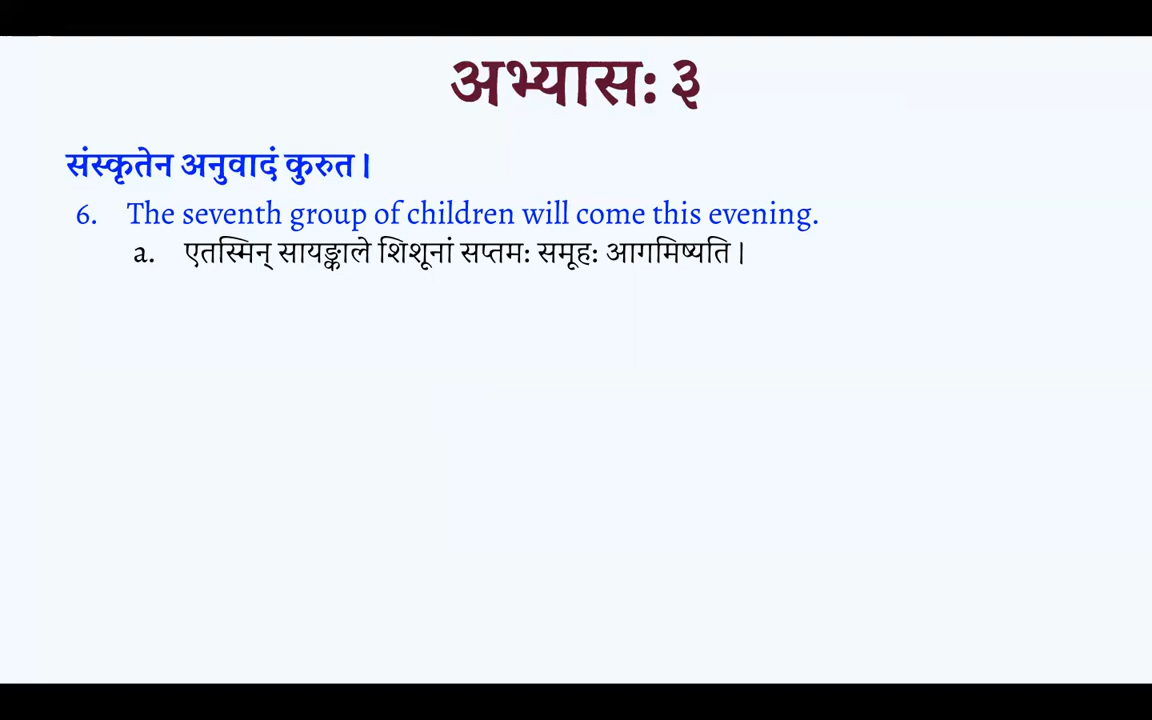 अभ्यासः ३
संस्कृतेन अनुवादं कुरुत।
6. The seventh group of children will come this evening.
a. एतस्मिन् सायङ्काले शिशूनां सप्तमः समूहः आगमिष्यति।